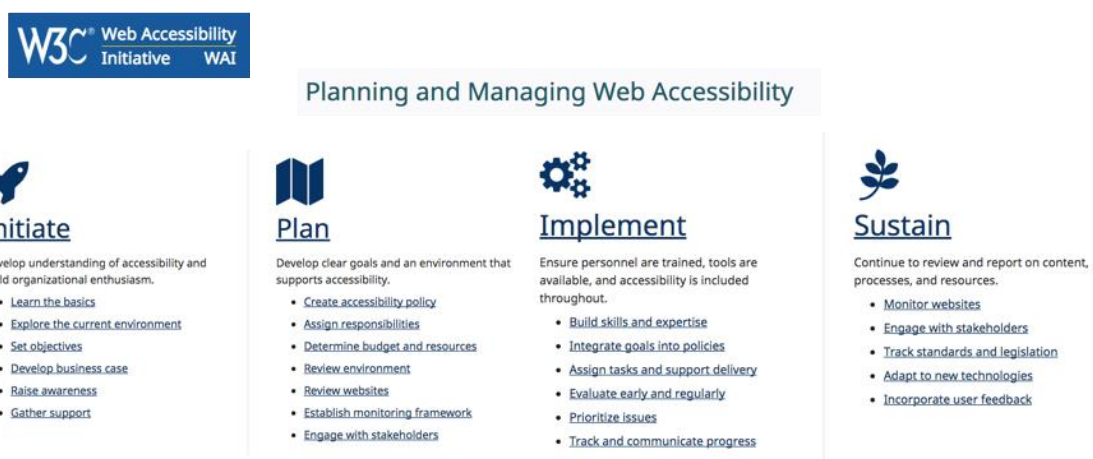 W3C® Web Accessibility
Initiative WAI
Planning and Managing Web Accessibility
nitiate
velop understanding of accessibility and
ld organizational enthusiasm.
• Learn the basics
• Explore the current environment
• Set objectives
• Develop business case
• Raise awareness
• Gather support
Plan
Develop clear goals and an environment that
supports accessibility.
• Create accessibility policy
• Assign responsibilities
• Determine budget and resources
• Review environment
• Review websites
• Establish monitoring framework
• Engage with stakeholders
Implement
Ensure personnel are trained, tools are
available, and accessibility is included
throughout.
• Build skills and expertise
• Integrate goals into policies
• Assign tasks and support delivery
• Evaluate early and regularly
• Prioritize issues
• Track and communicate progress
Sustain
Continue to review and report on content,
processes, and resources.
• Monitor websites
• Engage with stakeholders
• Track standards and legislation
• Adapt to new technologies
• Incorporate user feedback